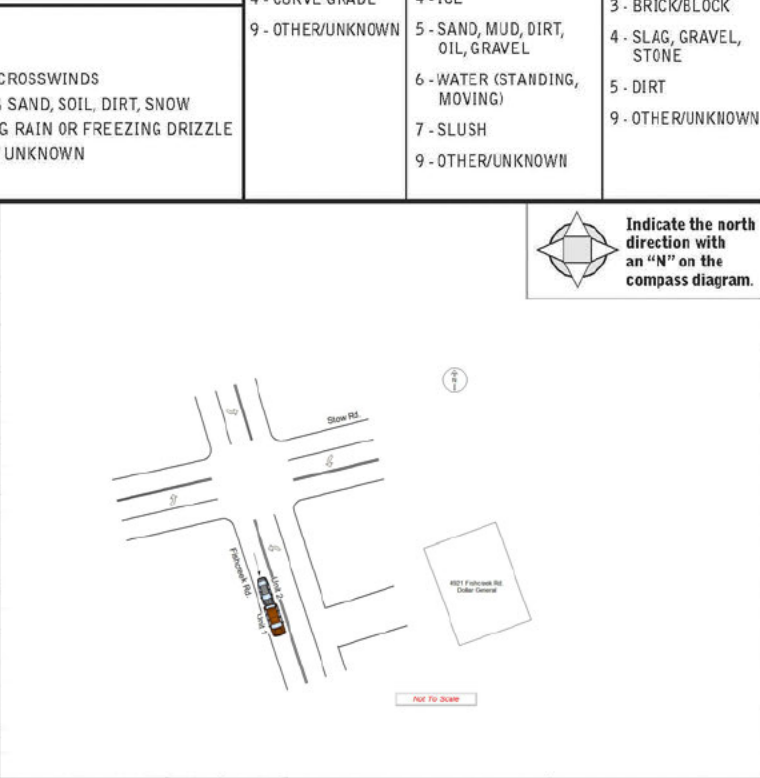 4 - CURVE GRADE
9 - OTHER/UNKNOWN
4 - ICE
5 - SAND, MUD, DIRT,
OIL, GRAVEL
6 - WATER (STANDING,
MOVING)
7 - SLUSH
9 - OTHER/UNKNOWN
3 - BRICK/BLOCK
4 - SLAG, GRAVEL,
STONE
5 - DIRT
9 - OTHER/UNKNOWN
CROSSWINDS
SAND, SOIL, DIRT, SNOW
G RAIN OR FREEZING DRIZZLE
UNKNOWN
Indicate the north
direction with
an “N” on the
compass diagram.
N
Stow Rd.
Fishcreek Rd.
Unit 2
Unit 1
4921 Fishcreek Rd.
Dollar General
Not To Scale